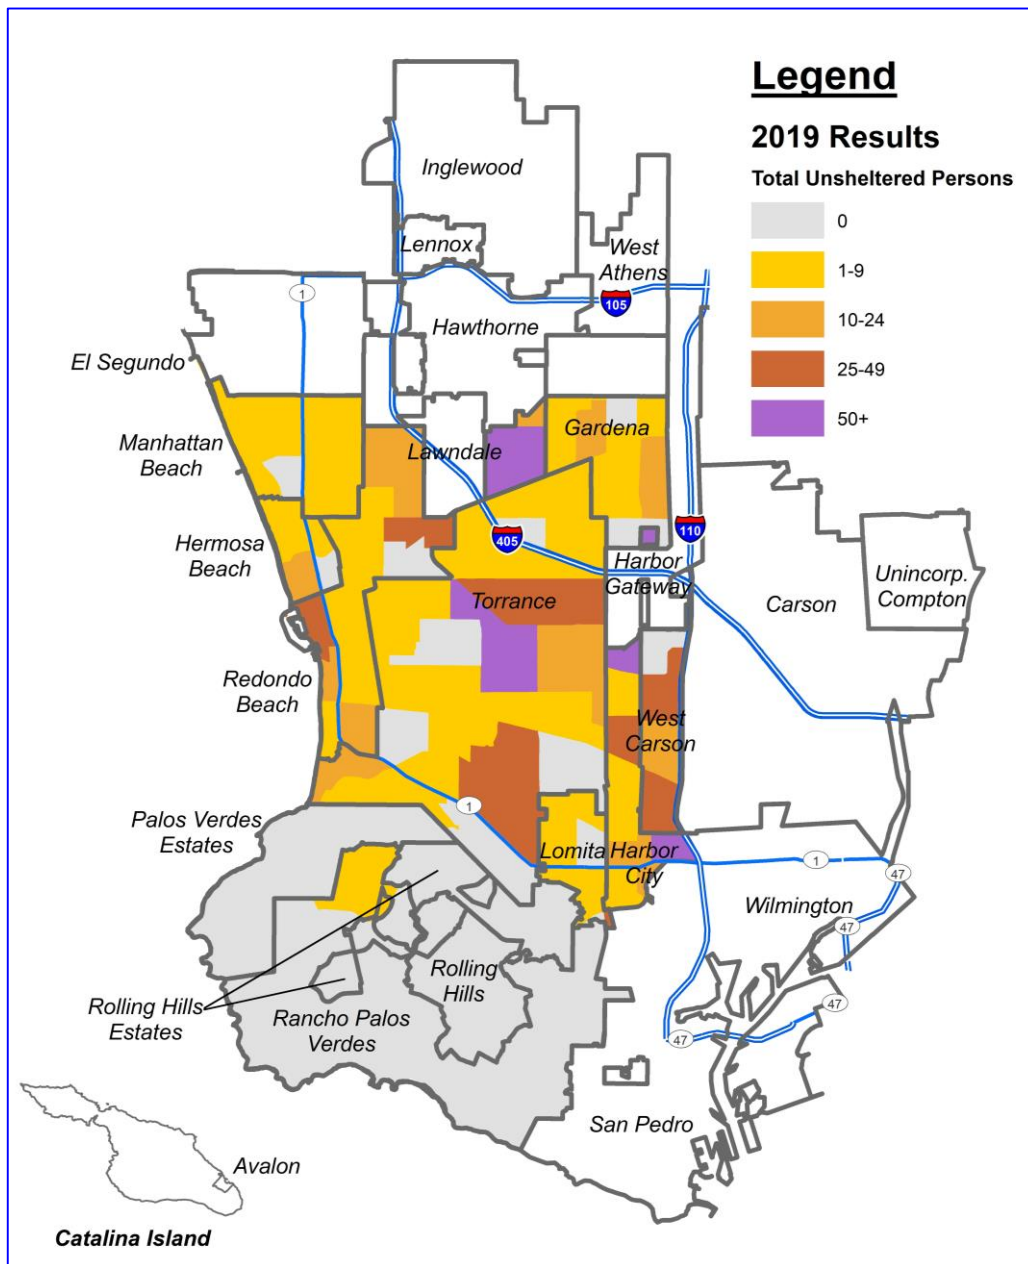 Legend
2019 Results
Total Unsheltered Persons
0
1-9
10-24
25-49
50+
Inglewood
Lennox
West
Athens
1
105
Hawthorne
El Segundo
Manhattan
Beach
Lawndale
Gardena
Hermosa
Beach
405
110
Harbor
Gateway
Carson
Unincorp.
Compton
Torrance
Redondo
Beach
West
Carson
Palos Verdes
Estates
1
Lomita
Harbor
City
1
47
Wilmington
47
Rolling Hills
Estates
Rolling
Hills
Rancho Palos
Verdes
47
47
San Pedro
Avalon
Catalina Island